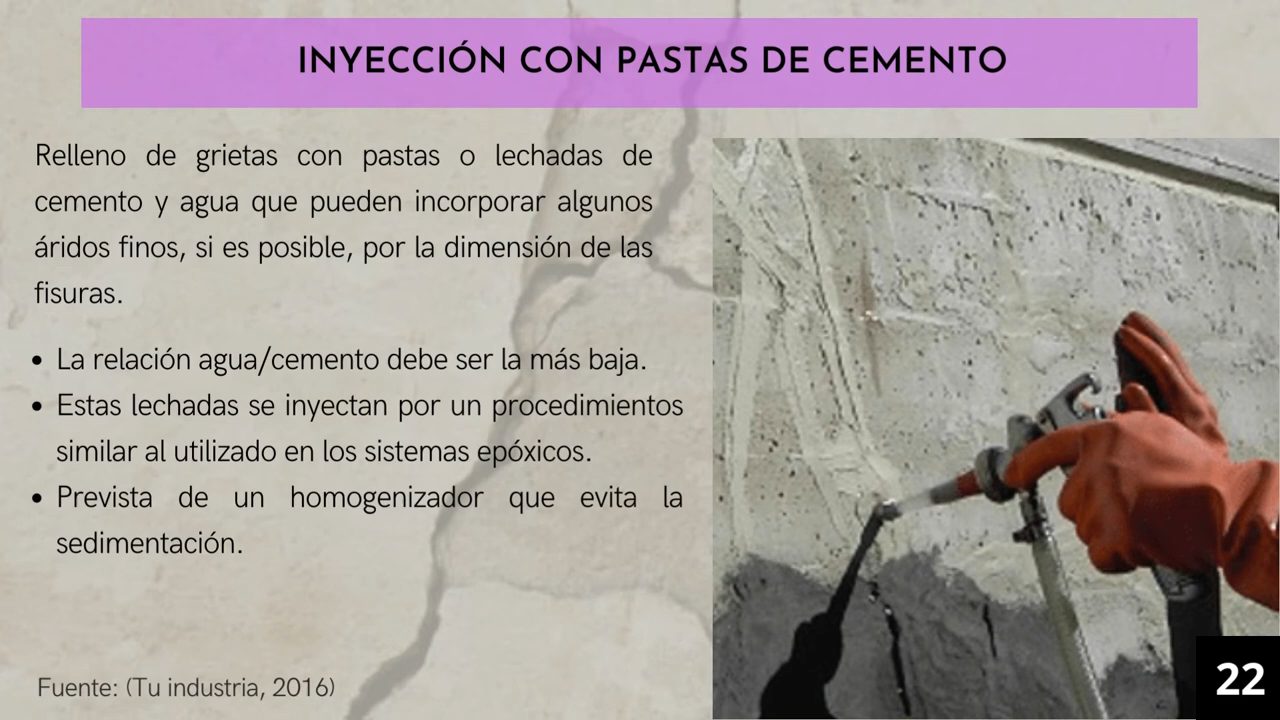 INYECCIÓN CON PASTAS DE CEMENTO
Relleno de grietas con pastas o lechadas de
cemento y agua que pueden incorporar algunos
áridos finos, si es posible, por la dimensión de las
fisuras.
• La relación agua/cemento debe ser la más baja.
• Estas lechadas se inyectan por un procedimientos
similar al utilizado en los sistemas epóxicos.
• Prevista de un homogenizador que evita la
sedimentación.
Fuente: (Tu industria, 2016)
22